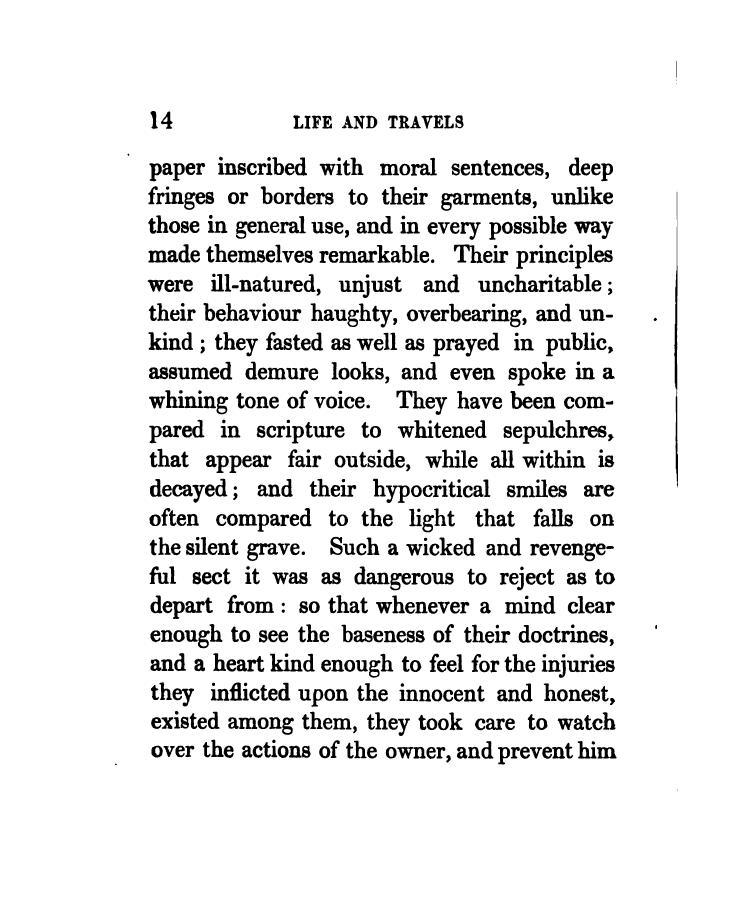 14 LIFE AND TRAVELS
paper inscribed with moral sentences, deep
fringes or borders to their garments, unlike
those in general use, and in every possible way
made themselves remarkable. Their principles
were ill-natured, unjust and uncharitable;
their behaviour haughty, overbearing, and un-
kind; they fasted as well as prayed in public,
assumed demure looks, and even spoke in a
whining tone of voice. They have been com-
pared in scripture to whitened sepulchres,
that appear fair outside, while all within is
decayed; and their hypocritical smiles are
often compared to the light that falls on
the silent grave. Such a wicked and revenge-
ful sect it was as dangerous to reject as to
depart from: so that whenever a mind clear
enough to see the baseness of their doctrines,
and a heart kind enough to feel for the injuries
they inflicted upon the innocent and honest,
existed among them, they took care to watch
over the actions of the owner, and prevent him